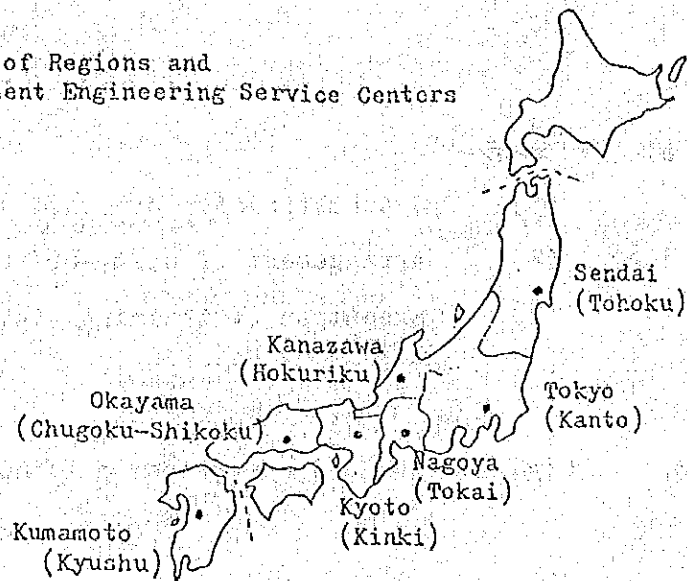 of Regions and
ent Engineering Service Centers
Sendai
(Tohoku)
Kanazawa
(Hokuriku)
Okayama
(Chugoku-Shikoku)
Tokyo
(Kanto)
Nagoya
(Tokai)
Kyoto
(Kinki)
Kumamoto
(Kyushu)